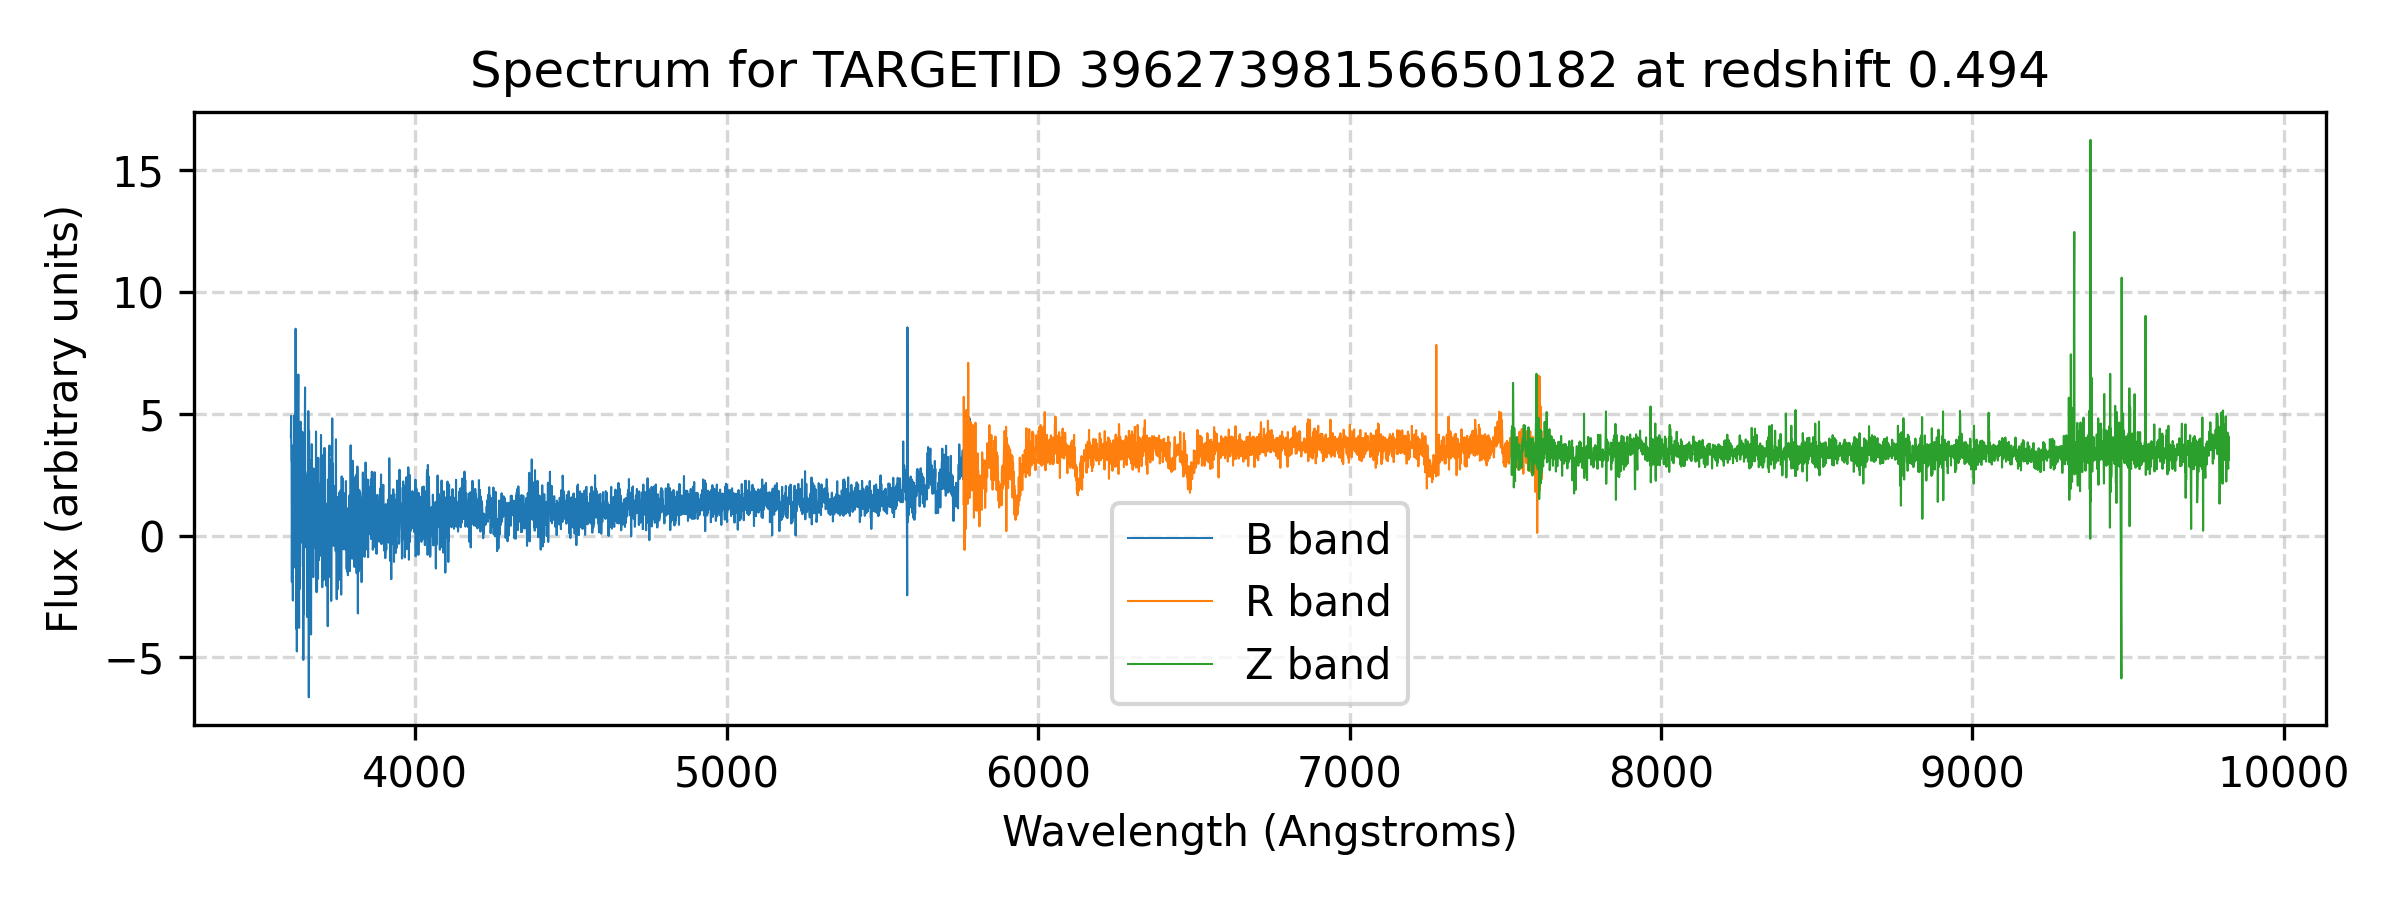 Spectrum for TARGETID 39627398156650182 at redshift 0.494
Flux (arbitrary units)
15
10
5
0
−5
B band
R band
Z band
4000 5000 6000 7000 8000 9000 10000
Wavelength (Angstroms)